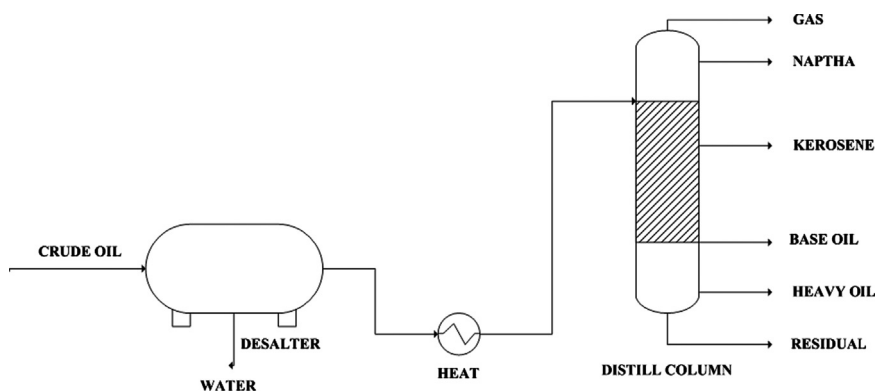 GAS
NAPTHA
KEROSENE
CRUDE OIL
BASE OIL
HEAVY OIL
DESALTER
RESIDUAL
HEAT
DISTILL COLUMN
WATER